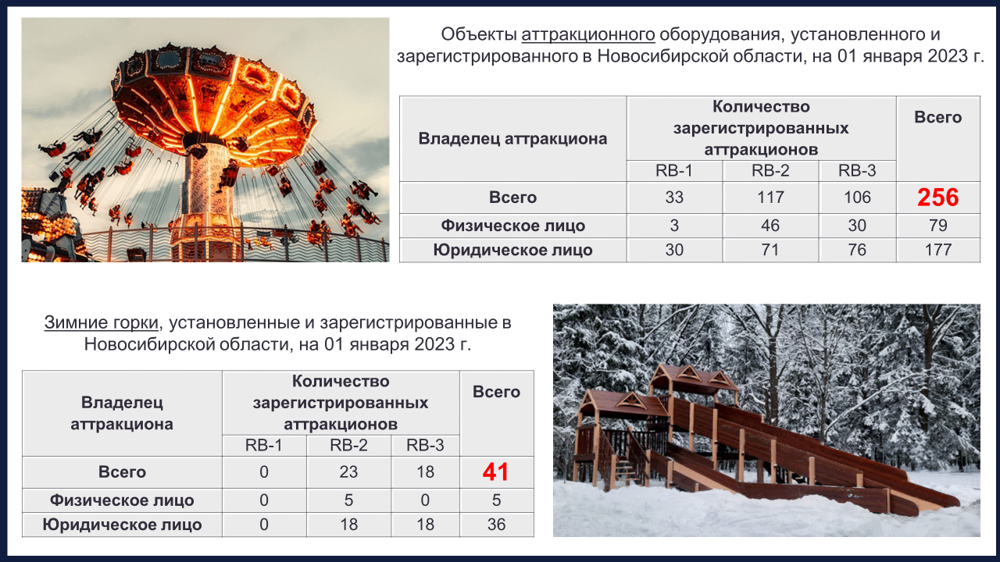 Объекты аттракционного оборудования, установленного и
зарегистрированного в Новосибирской области, на 01 января 2023 г.
Владелец аттракциона
Количество
зарегистрированных
аттракционов
Всего
RB-1 RB-2 RB-3
Всего 33 117 106 256
Физическое лицо 3 46 30 79
Юридическое лицо 30 71 76 177
Зимние горки, установленные и зарегистрированные в
Новосибирской области, на 01 января 2023 г.
Владелец
аттракциона
Количество
зарегистрированных
аттракционов
Всего
RB-1 RB-2 RB-3
Всего 0 23 18 41
Физическое лицо 0 5 0 5
Юридическое лицо 0 18 18 36